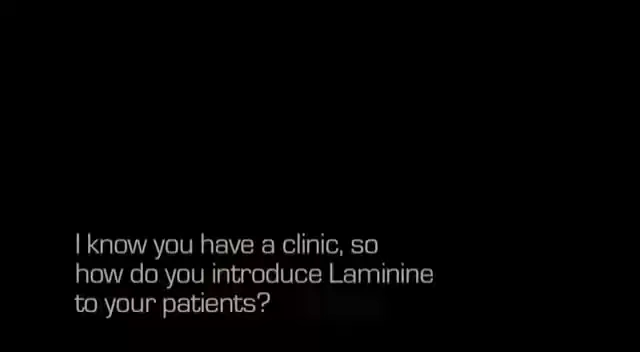 I know you have a clinic, so
how do you introduce Laminine
to your patients?